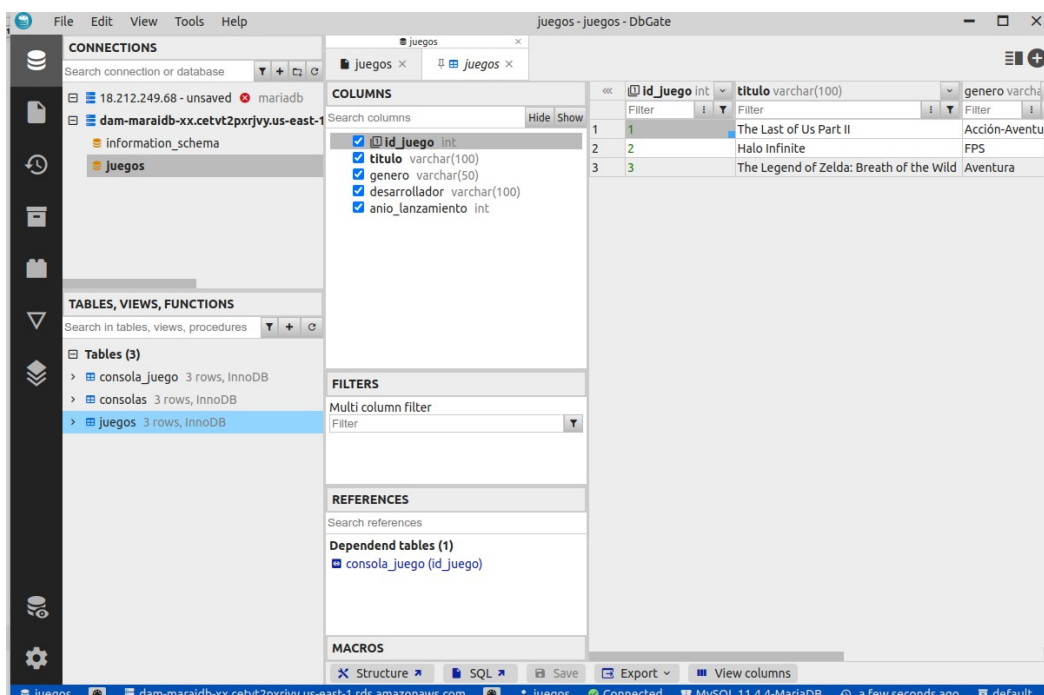 File Edit View Tools Help
juegos - juegos - DbGate
CONNECTIONS
Search connection or database
18.212.249.68 - unsaved mariadb
dam-maraidb-xx.cetvt2pxrjvy.us-east-1
information_schema
juegos
TABLES, VIEWS, FUNCTIONS
Search in tables, views, procedures
Tables (3)
consola_juego 3 rows, InnoDB
consolas 3 rows, InnoDB
juegos 3 rows, InnoDB
juegos
juegos juegos
COLUMNS
Search columns Hide Show
id_juego int
titulo varchar(100)
genero varchar(50)
desarrollador varchar(100)
anio_lanzamiento int
FILTERS
Multi column filter
Filter
REFERENCES
Search references
Dependend tables (1)
consola_juego (id_juego)
MACROS
id_juego int titulo varchar(100) genero varcha
Filter Filter Filter
1 1 The Last of Us Part II Acción-Aventu
2 2 Halo Infinite FPS
3 3 The Legend of Zelda: Breath of the Wild Aventura
Structure SQL Save Export View columns
juegos dam-maraidb-xx.cetvt2pxrjvy.us-east-1.rds.amazonaws.com juegos Connected MySQL 11.4.4-MariaDB a few seconds ago default